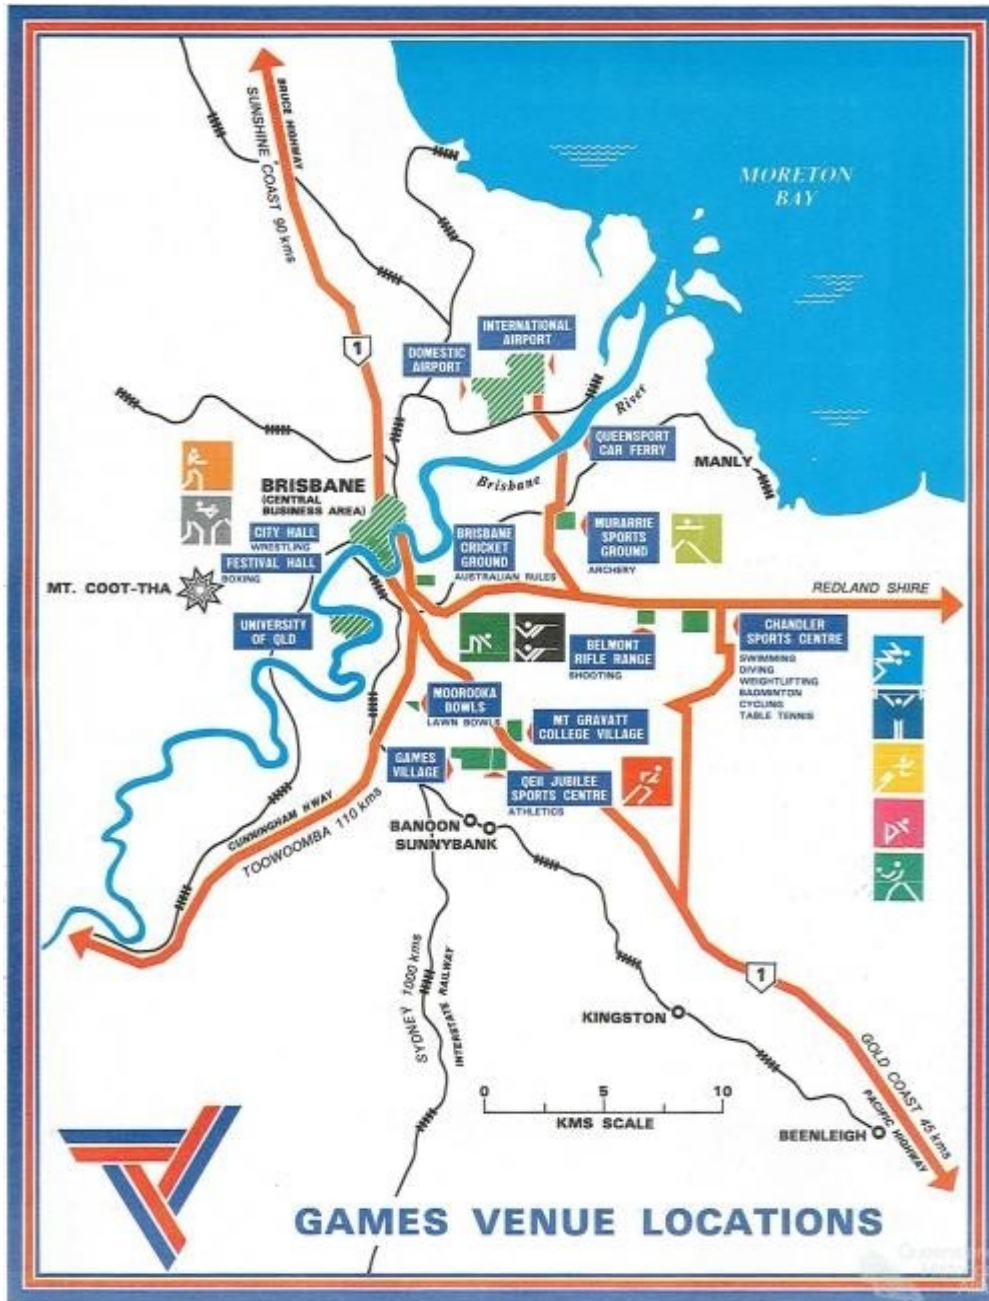 BRUCE HIGHWAY
SUNSHINE COAST 90 kms
MORETON
BAY
1
INTERNATIONAL
AIRPORT
DOMESTIC
AIRPORT
River
Brisbane
QUEENSPORT
CAR FERRY
MANLY
BRISBANE
(CENTRAL
BUSINESS AREA)
CITY HALL
WRESTLING
FESTIVAL HALL
BOXING
BRISBANE
CRICKET
GROUND
AUSTRALIAN RULES
MURARRIE
SPORTS
GROUND
ARCHERY
MT. COOT-THA
REDLAND SHIRE
UNIVERSITY
OF QLD
BELMONT
RIFLE RANGE
SHOOTING
CHANDLER
SPORTS CENTRE
SWIMMING
DIVING
WEIGHTLIFTING
BADMINTON
CYCLING
TABLE TENNIS
MOOROOKA
BOWLS
LAWN BOWLS
MT GRAVATT
COLLEGE VILLAGE
GAMES
VILLAGE
QEII JUBILEE
SPORTS CENTRE
ATHLETICS
CUNNINGHAM HWAY
TOOWOOMBA 110 kms
BANOON
SUNNYBANK
SYDNEY 1000 kms
INTERSTATE RAILWAY
1
KINGSTON
GOLD COAST 45 kms
PACIFIC HIGHWAY
0 5 10
KMS SCALE
BEENLEIGH
GAMES VENUE LOCATIONS